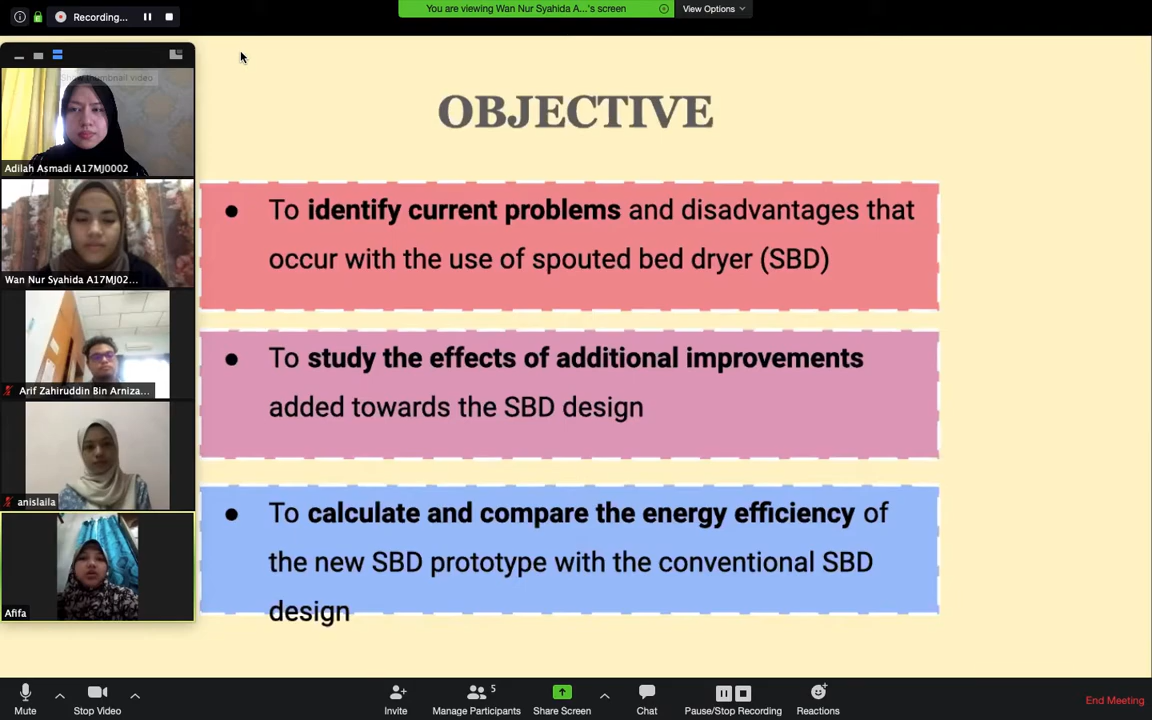 Recording...
You are viewing Wan Nur Syahida A...'s screen
View Options
Show Thumbnail Video
Adilah Asmadi A17MJ0002
Wan Nur Syahida A17MJ02...
Arif Zahiruddin Bin Arniza...
anislaila
Afifa
OBJECTIVE
● To identify current problems and disadvantages that
occur with the use of spouted bed dryer (SBD)
● To study the effects of additional improvements
added towards the SBD design
● To calculate and compare the energy efficiency of
the new SBD prototype with the conventional SBD
design
Mute
Stop Video
Invite
5
Manage Participants
Share Screen
Chat
Pause/Stop Recording
Reactions
End Meeting